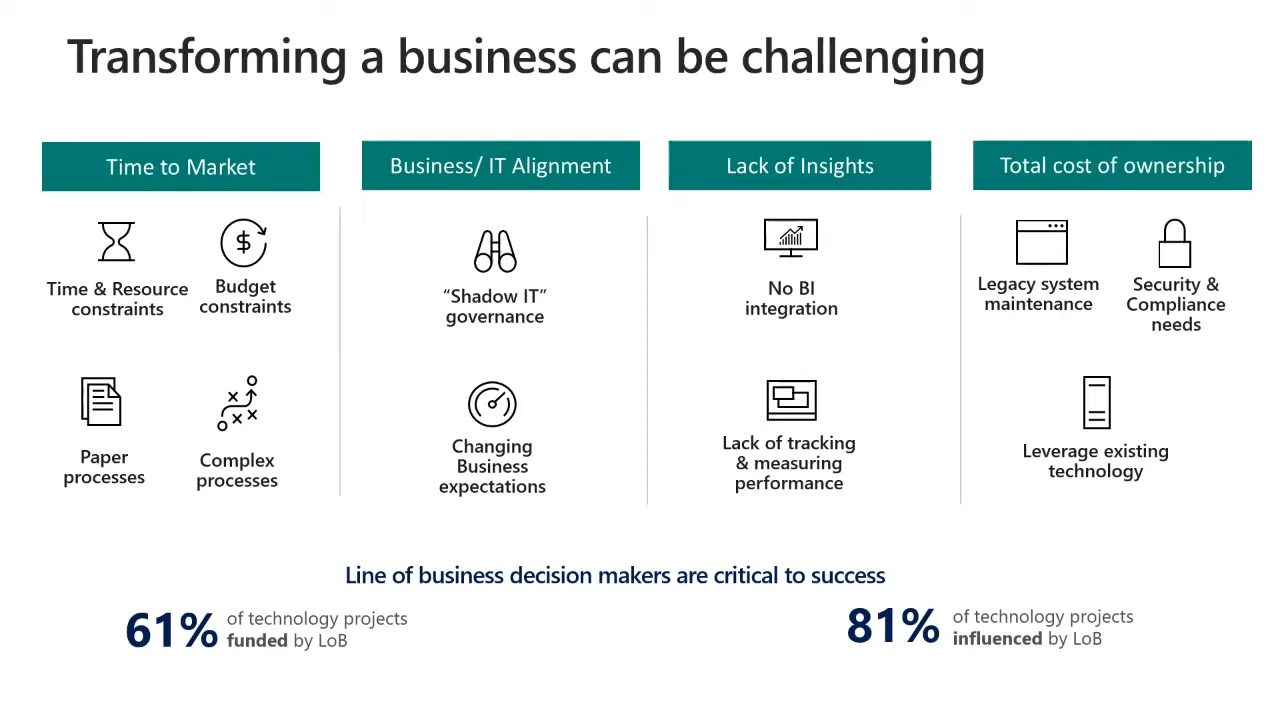 Transforming a business can be challenging
Time to Market
Business/ IT Alignment
Lack of Insights
Total cost of ownership
Time & Resource
constraints
Budget
constraints
Paper
processes
Complex
processes
“Shadow IT”
governance
Changing
Business
expectations
No BI
integration
Lack of tracking
& measuring
performance
Legacy system
maintenance
Security &
Compliance
needs
Leverage existing
technology
Line of business decision makers are critical to success
61%
of technology projects
funded by LoB
81%
of technology projects
influenced by LoB